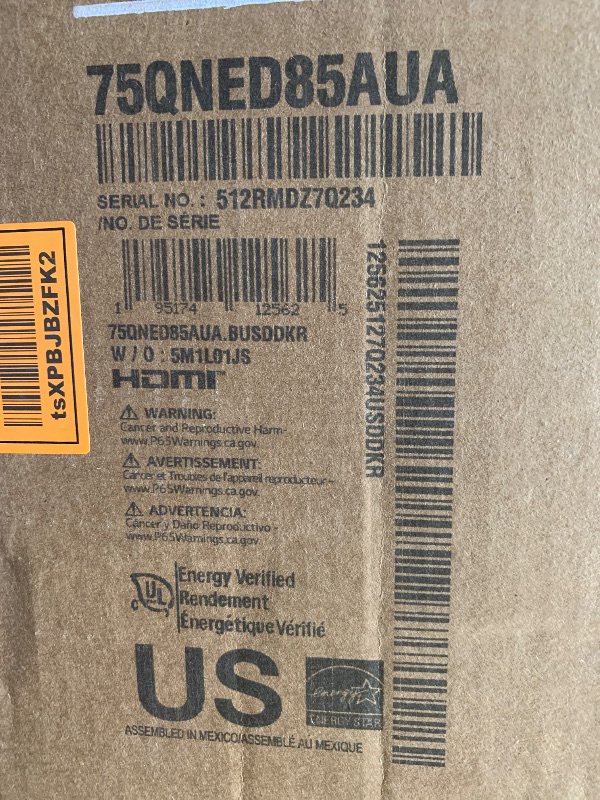 75QNED85AUA
SERIAL NO. : 512RMDZ7Q234
/NO. DE SÉRIE
1 95174 12562 5
75QNED85AUA.BUSDDKR
W / O : 5M1L01JS
HDMI
125625127Q234USDDKR
tsXPBJBZFK2
WARNING:
Cancer and Reproductive Harm-
www.P65Warnings.ca.gov.
AVERTISSEMENT:
Cáncer et Troubles de l'appareil reproducteur-
www.P65Warnings.ca.gov.
ADVERTENCIA:
Cáncer y Daño Reproductivo -
www.P65Warnings.ca.gov.
C UL
Energy Verified
Rendement
Énergétique Vérifié
US
energy
ENERGY STAR
ASSEMBLED IN MEXICO/ASSEMBLÉ AU MEXIQUE